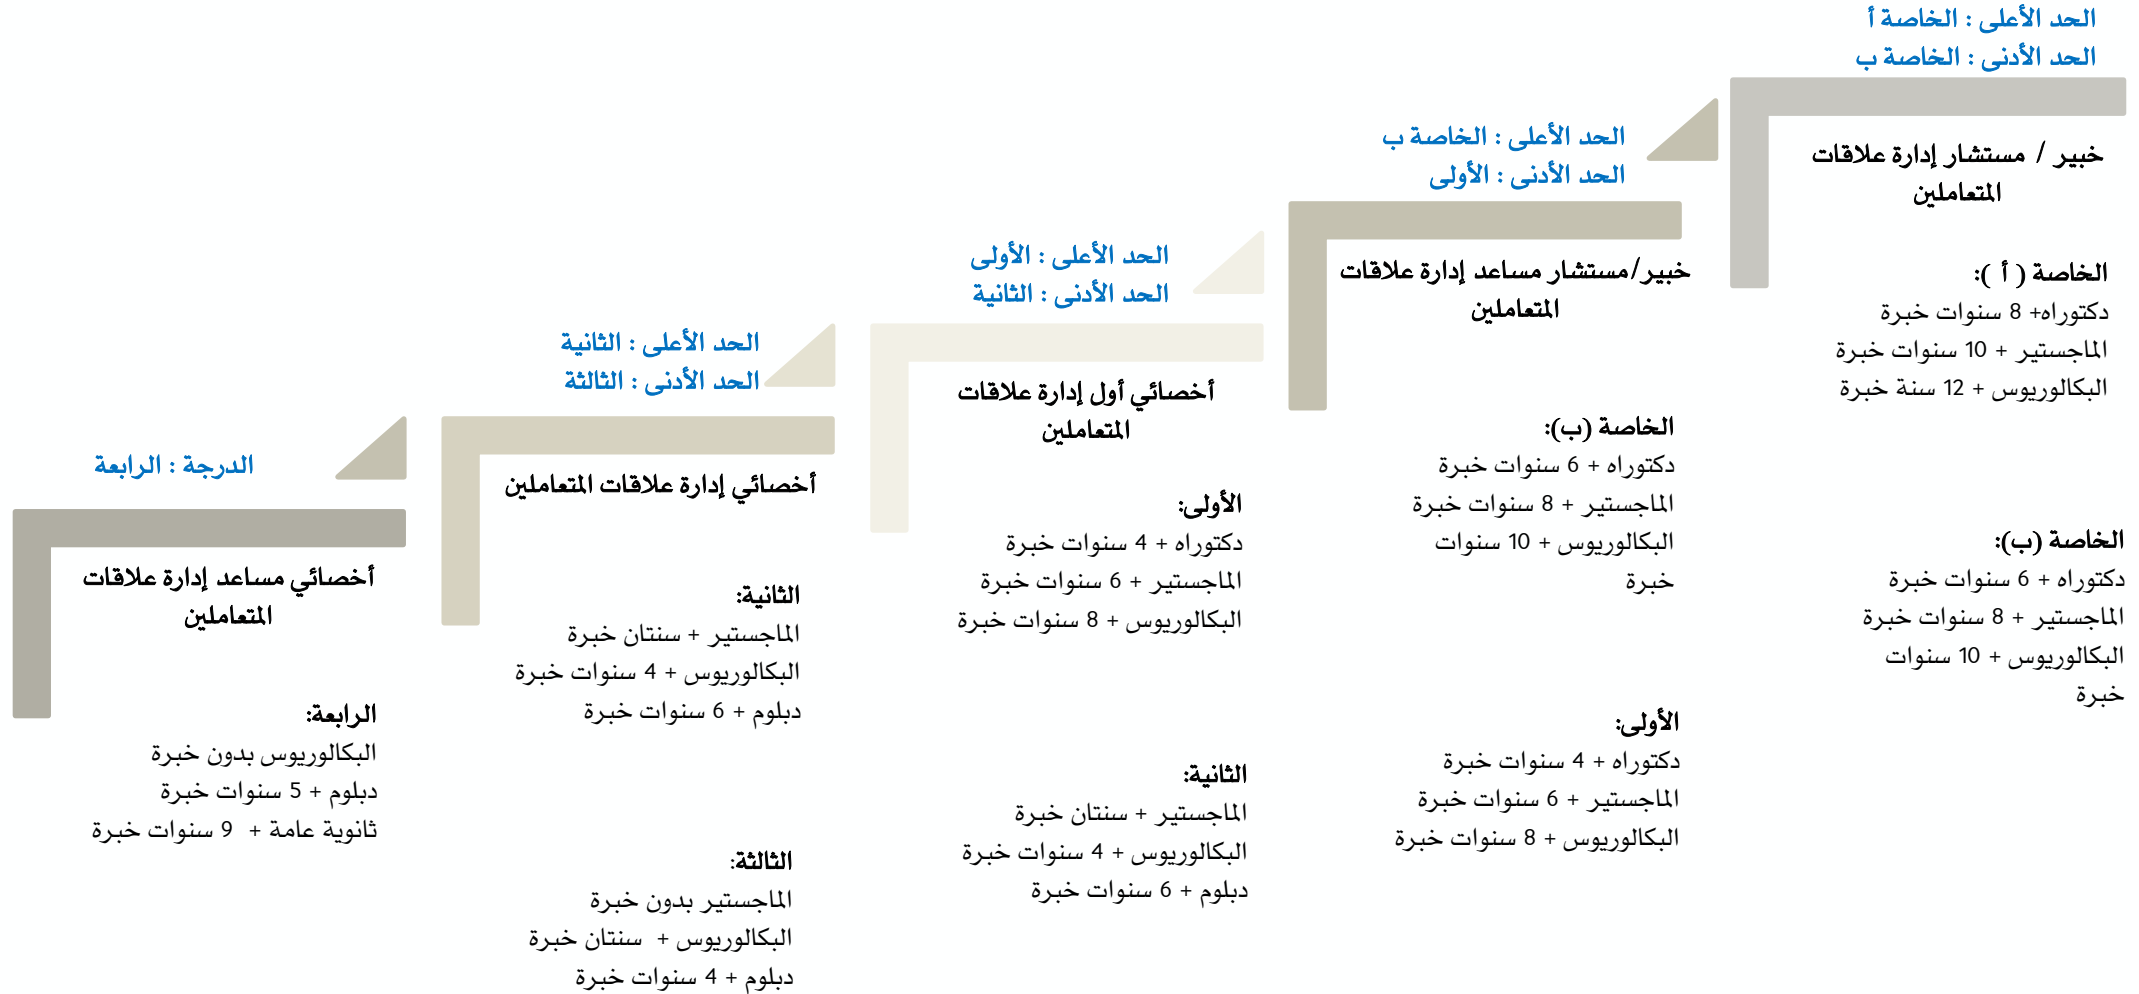 الحد الأعلى : الخاصة أ
الحد الأدنى : الخاصة ب
خبير / مستشار إدارة علاقات
المتعاملين
الخاصة ( أ ):
دكتوراه+ 8 سنوات خبرة
الماجستير + 10 سنوات خبرة
البكالوريوس + 12 سنة خبرة
الخاصة (ب):
دكتوراه + 6 سنوات خبرة
الماجستير + 8 سنوات خبرة
البكالوريوس + 10 سنوات
خبرة
الحد الأعلى : الخاصة ب
الحد الأدنى : الأولى
خبير/مستشار مساعد إدارة علاقات
المتعاملين
الخاصة (ب):
دكتوراه + 6 سنوات خبرة
الماجستير + 8 سنوات خبرة
البكالوريوس + 10 سنوات
خبرة
الأولى:
دكتوراه + 4 سنوات خبرة
الماجستير + 6 سنوات خبرة
البكالوريوس + 8 سنوات خبرة
الحد الأعلى : الأولى
الحد الأدنى : الثانية
أخصائي أول إدارة علاقات
المتعاملين
الأولى:
دكتوراه + 4 سنوات خبرة
الماجستير + 6 سنوات خبرة
البكالوريوس + 8 سنوات خبرة
الثانية:
الماجستير + سنتان خبرة
البكالوريوس + 4 سنوات خبرة
دبلوم + 6 سنوات خبرة
الحد الأعلى : الثانية
الحد الأدنى : الثالثة
أخصائي إدارة علاقات المتعاملين
الثانية:
الماجستير + سنتان خبرة
البكالوريوس + 4 سنوات خبرة
دبلوم + 6 سنوات خبرة
الثالثة:
الماجستير بدون خبرة
البكالوريوس + سنتان خبرة
دبلوم + 4 سنوات خبرة
الدرجة : الرابعة
أخصائي مساعد إدارة علاقات
المتعاملين
الرابعة:
البكالوريوس بدون خبرة
دبلوم + 5 سنوات خبرة
ثانوية عامة + 9 سنوات خبرة